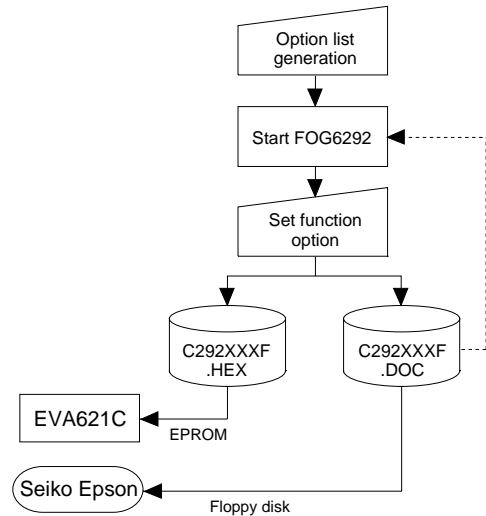 Option list
generation
Start FOG6292
Set function
option
C292XXXF
.HEX
C292XXXF
.DOC
EVA621C
EPROM
Seiko Epson
Floppy disk